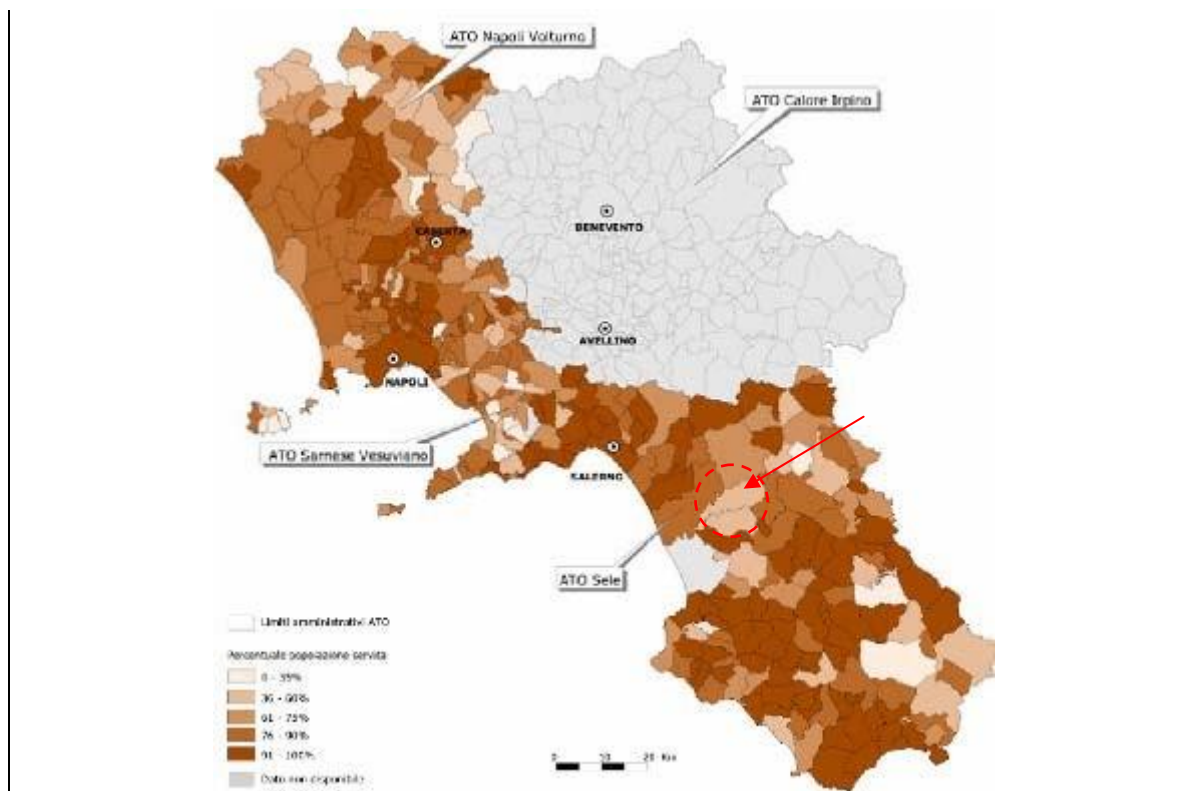 ATO Napoli Volturno
ATO Calore Irpino
BENEVENTO
CASERTA
AVELLINO
NAPOLI
ATO Sarnese Vesuviano
SALERNO
ATO Sele
Limiti amministrativi ATO
Percentuale popolazione servita
0 - 35%
36 - 60%
61 - 75%
76 - 90%
91 - 100%
Dato non disponibile
0 10 20 Km